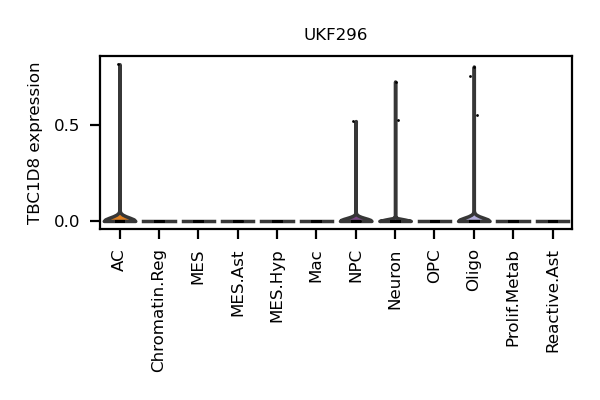 UKF296
TBC1D8 expression
0.5
0.0
AC
Chromatin.Reg
MES
MES.Ast
MES.Hyp
Mac
NPC
Neuron
OPC
Oligo
Prolif.Metab
Reactive.Ast